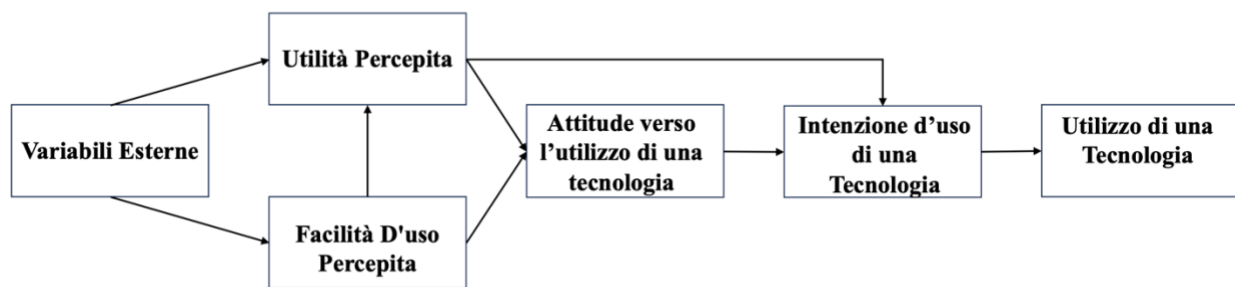 Utilità Percepita
Variabili Esterne
Facilità D'uso
Percepita
Attitude verso
l’utilizzo di una
tecnologia
Intenzione d’uso
di una
Tecnologia
Utilizzo di una
Tecnologia